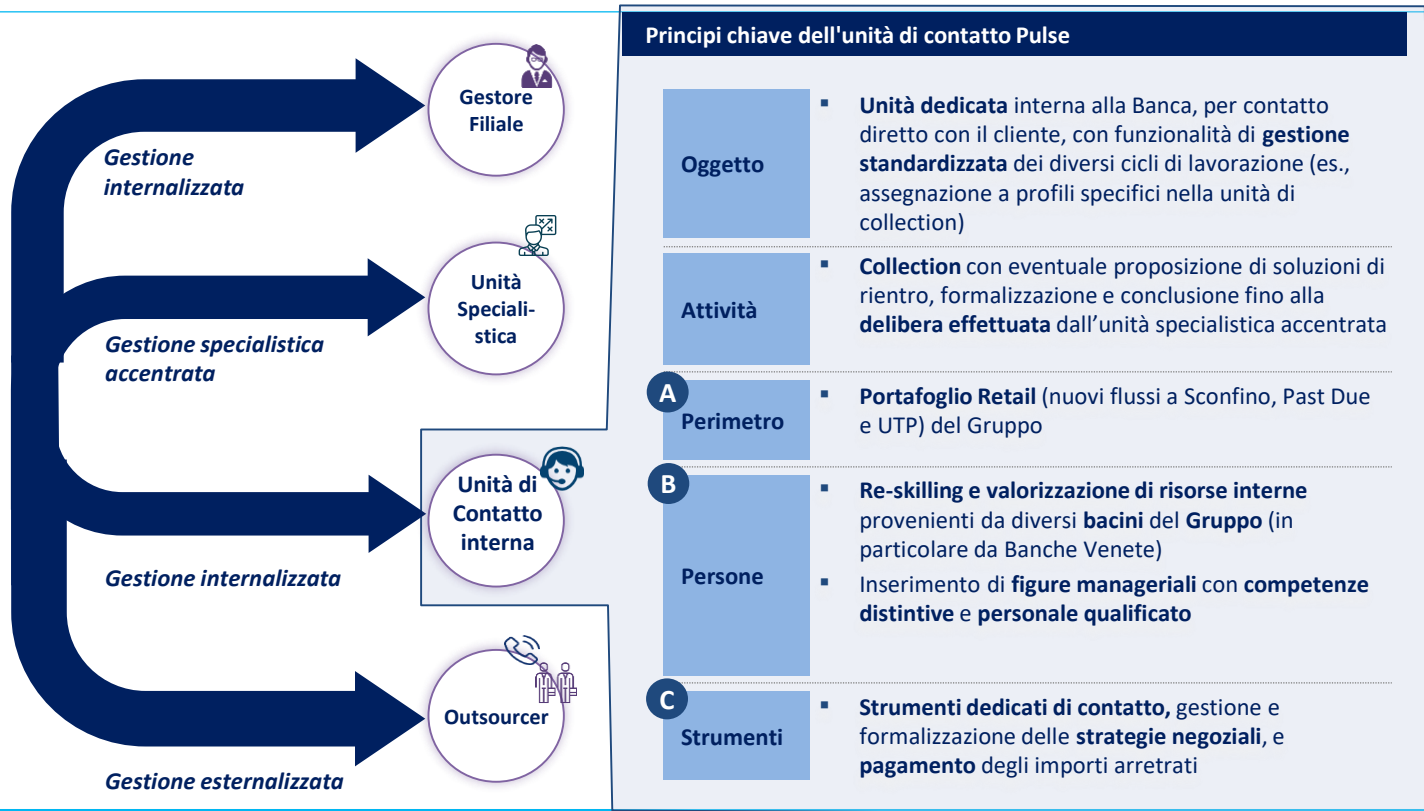 Gestore
Filiale
Gestione
internalizzata
Unità
Speciali-
stica
Gestione specialistica
accentrata
Unità di
Contatto
interna
Gestione internalizzata
Outsourcer
Gestione esternalizzata
Principi chiave dell'unità di contatto Pulse
Oggetto
▪ Unità dedicata interna alla Banca, per contatto
diretto con il cliente, con funzionalità di gestione
standardizzata dei diversi cicli di lavorazione (es.,
assegnazione a profili specifici nella unità di
collection)
Attività
▪ Collection con eventuale proposizione di soluzioni di
rientro, formalizzazione e conclusione fino alla
delibera effettuata dall’unità specialistica accentrata
A
Perimetro
▪ Portafoglio Retail (nuovi flussi a Sconfino, Past Due
e UTP) del Gruppo
B
Persone
▪ Re-skilling e valorizzazione di risorse interne
provenienti da diversi bacini del Gruppo (in
particolare da Banche Venete)
▪ Inserimento di figure manageriali con competenze
distintive e personale qualificato
C
Strumenti
▪ Strumenti dedicati di contatto, gestione e
formalizzazione delle strategie negoziali, e
pagamento degli importi arretrati